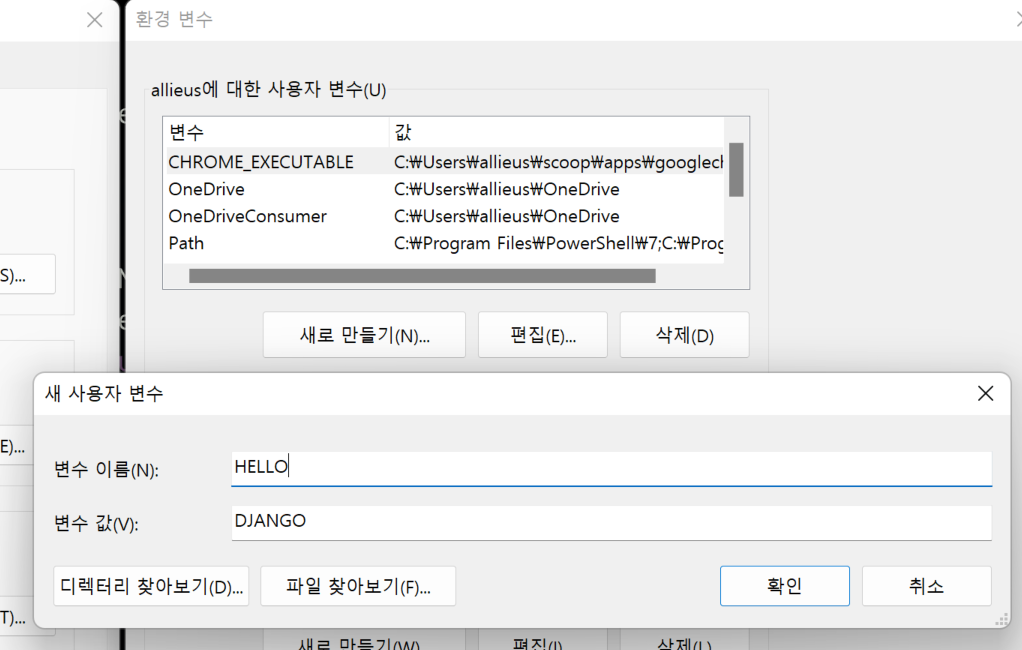 환경 변수
allieus에 대한 사용자 변수(U)
변수 값
CHROME_EXECUTABLE C:₩Users₩allieus₩scoop₩apps₩googlech
OneDrive C:₩Users₩allieus₩OneDrive
OneDriveConsumer C:₩Users₩allieus₩OneDrive
Path C:₩Program Files₩PowerShell₩7;C:₩Prog
S)...
새로 만들기(N)... 편집(E)... 삭제(D)
새 사용자 변수
E)...
변수 이름(N): HELLO
변수 값(V): DJANGO
디렉터리 찾아보기(D)... 파일 찾아보기(F)... 확인 취소
T)...
새로 만들기(W) 편집(I) 삭제(L)